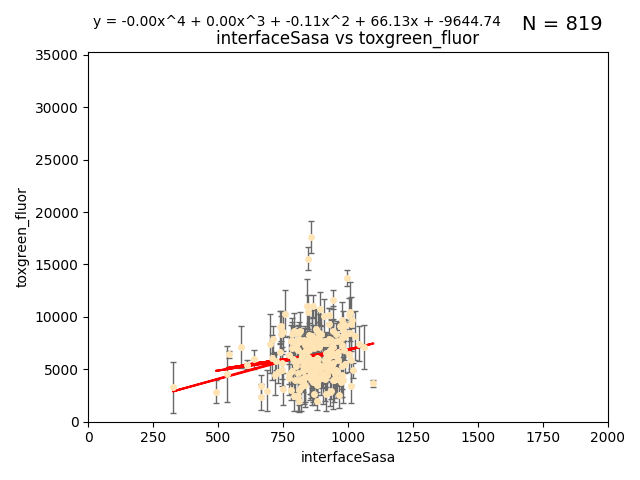 y = -0.00x^4 + 0.00x^3 + -0.11x^2 + 66.13x + -9644.74
N = 819
interfaceSasa vs toxgreen_fluor
35000
30000
25000
20000
15000
10000
5000
0
toxgreen_fluor
0 250 500 750 1000 1250 1500 1750 2000
interfaceSasa